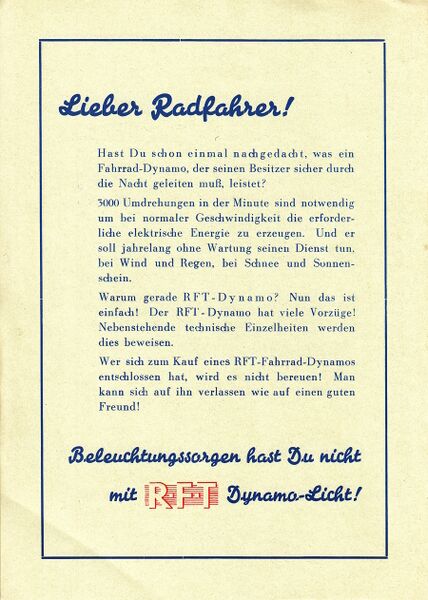 Lieber Radfahrer!
Hast Du schon einmal nachgedacht, was ein
Fahrrad-Dynamo, der seinen Besitzer sicher durch
die Nacht geleiten muß, leistet?
3000 Umdrehungen in der Minute sind notwendig
um bei normaler Geschwindigkeit die erforder-
liche elektrische Energie zu erzeugen. Und er
soll jahrelang ohne Wartung seinen Dienst tun,
bei Wind und Regen, bei Schnee und Sonnen-
schein.
Warum gerade RFT-Dynamo? Nun das ist
einfach! Der RFT-Dynamo hat viele Vorzüge!
Nebenstehende technische Einzelheiten werden
dies beweisen.
Wer sich zum Kauf eines RFT-Fahrrad-Dynamos
entschlossen hat, wird es nicht bereuen! Man
kann sich auf ihn verlassen wie auf einen guten
Freund!
Beleuchtungssorgen hast Du nicht
mit RFT Dynamo-Licht!